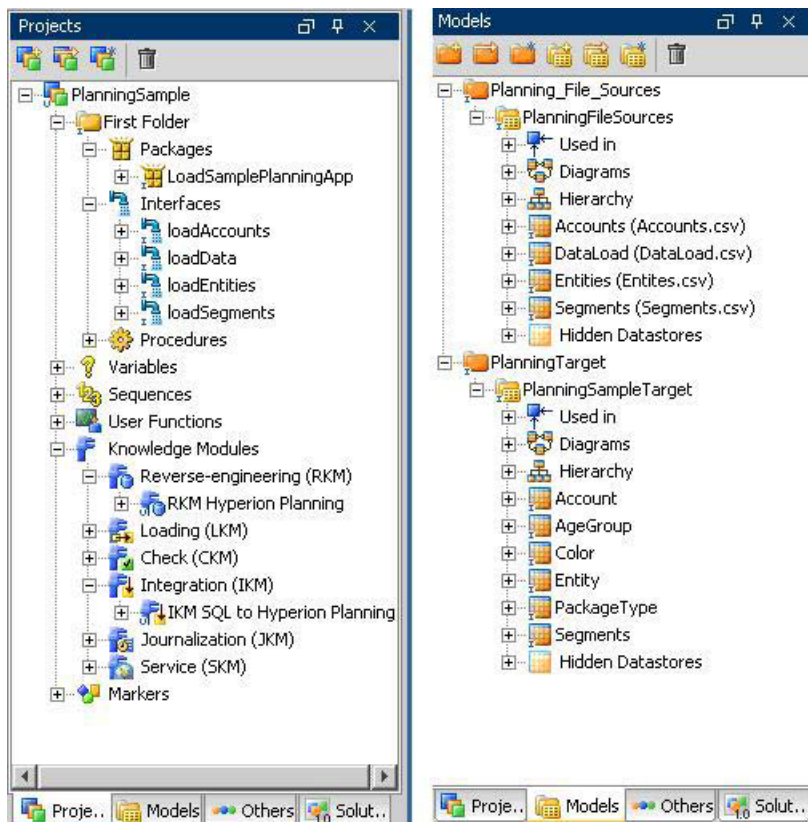 Projects
PlanningSample
First Folder
Packages
LoadSamplePlanningApp
Interfaces
loadAccounts
loadData
loadEntities
loadSegments
Procedures
Variables
Sequences
User Functions
Knowledge Modules
Reverse-engineering (RKM)
RKM Hyperion Planning
Loading (LKM)
Check (CKM)
Integration (IKM)
IKM SQL to Hyperion Planning
Journalization (JKM)
Service (SKM)
Markers
Proje.. Models Others Solut..
Models
Planning_File_Sources
PlanningFileSources
Used in
Diagrams
Hierarchy
Accounts (Accounts.csv)
DataLoad (DataLoad.csv)
Entities (Entites.csv)
Segments (Segments.csv)
Hidden Datastores
PlanningTarget
PlanningSampleTarget
Used in
Diagrams
Hierarchy
Account
AgeGroup
Color
Entity
PackageType
Segments
Hidden Datastores
Proje.. Models Others Solut..